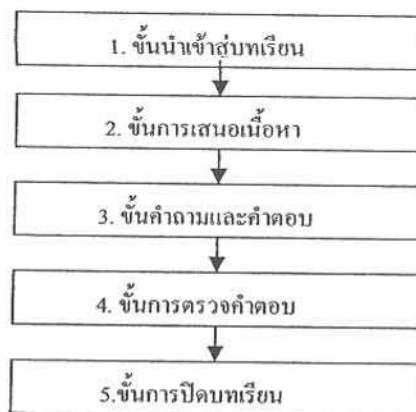 1. ขั้นนำเข้าสู่บทเรียน
2. ขั้นการเสนอเนื้อหา
3. ขั้นคำถามและคำตอบ
4. ขั้นการตรวจคำตอบ
5.ขั้นการปิดบทเรียน